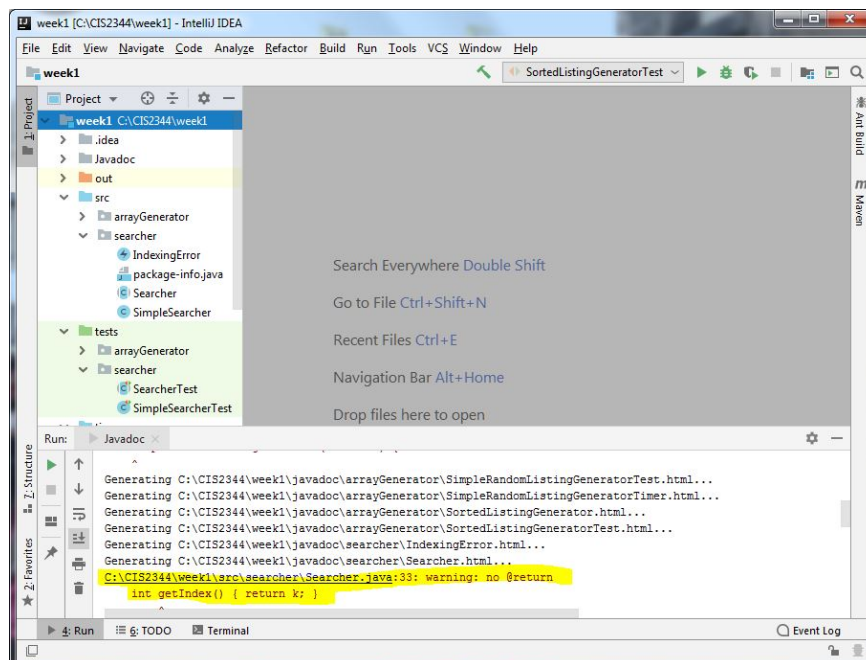 week1 [C:\CIS2344\week1] - IntelliJ IDEA
File Edit View Navigate Code Analyze Refactor Build Run Tools VCS Window Help
week1
SortedListingGeneratorTest
1: Project
Project
week1 C:\CIS2344\week1
.idea
Javadoc
out
src
arrayGenerator
searcher
IndexingError
package-info.java
Searcher
SimpleSearcher
tests
arrayGenerator
searcher
SearcherTest
SimpleSearcherTest
Search Everywhere Double Shift
Go to File Ctrl+Shift+N
Recent Files Ctrl+E
Navigation Bar Alt+Home
Drop files here to open
Ant Build
m
Maven
Run: Javadoc
7: Structure
2: Favorites
^
Generating C:\CIS2344\week1\javadoc\arrayGenerator\SimpleRandomListingGeneratorTest.html...
Generating C:\CIS2344\week1\javadoc\arrayGenerator\SimpleRandomListingGeneratorTimer.html...
Generating C:\CIS2344\week1\javadoc\arrayGenerator\SortedListingGenerator.html...
Generating C:\CIS2344\week1\javadoc\arrayGenerator\SortedListingGeneratorTest.html...
Generating C:\CIS2344\week1\javadoc\searcher\IndexingError.html...
Generating C:\CIS2344\week1\javadoc\searcher\Searcher.html...
C:\CIS2344\week1\src\searcher\Searcher.java:33: warning: no @return
int getIndex() { return k; }
^
4: Run 6: TODO Terminal Event Log